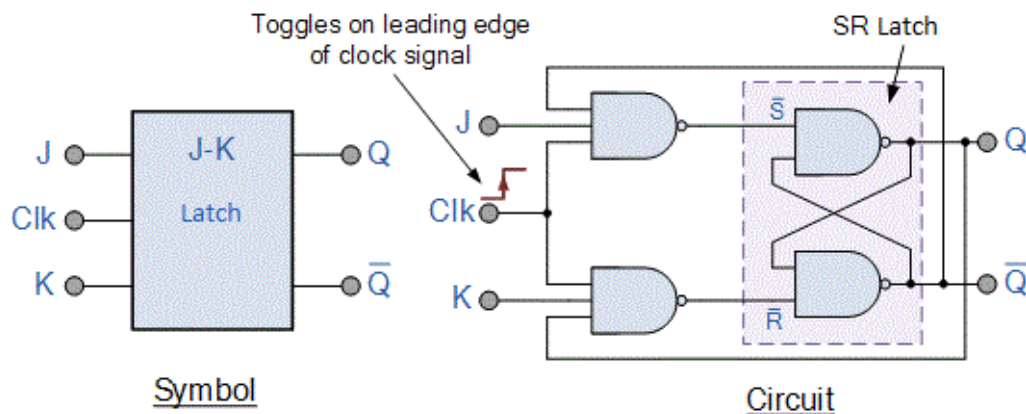 Toggles on leading edge
of clock signal
SR Latch
J
J-K
Q
Clk
Latch
K
Q̅
Symbol
J
S̅
Q
Clk
K
R̅
Q̅
Circuit